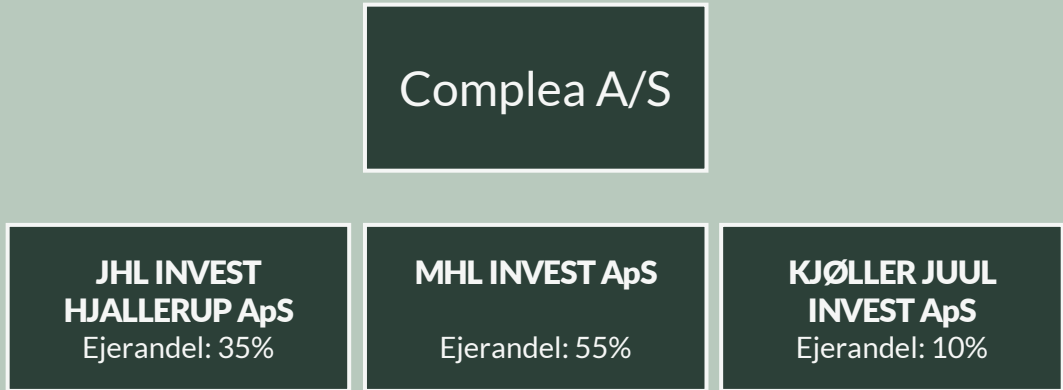 Complea A/S
JHL INVEST
HJALLERUP ApS
Ejerandel: 35%
MHL INVEST ApS
Ejerandel: 55%
KJØLLER JUUL
INVEST ApS
Ejerandel: 10%